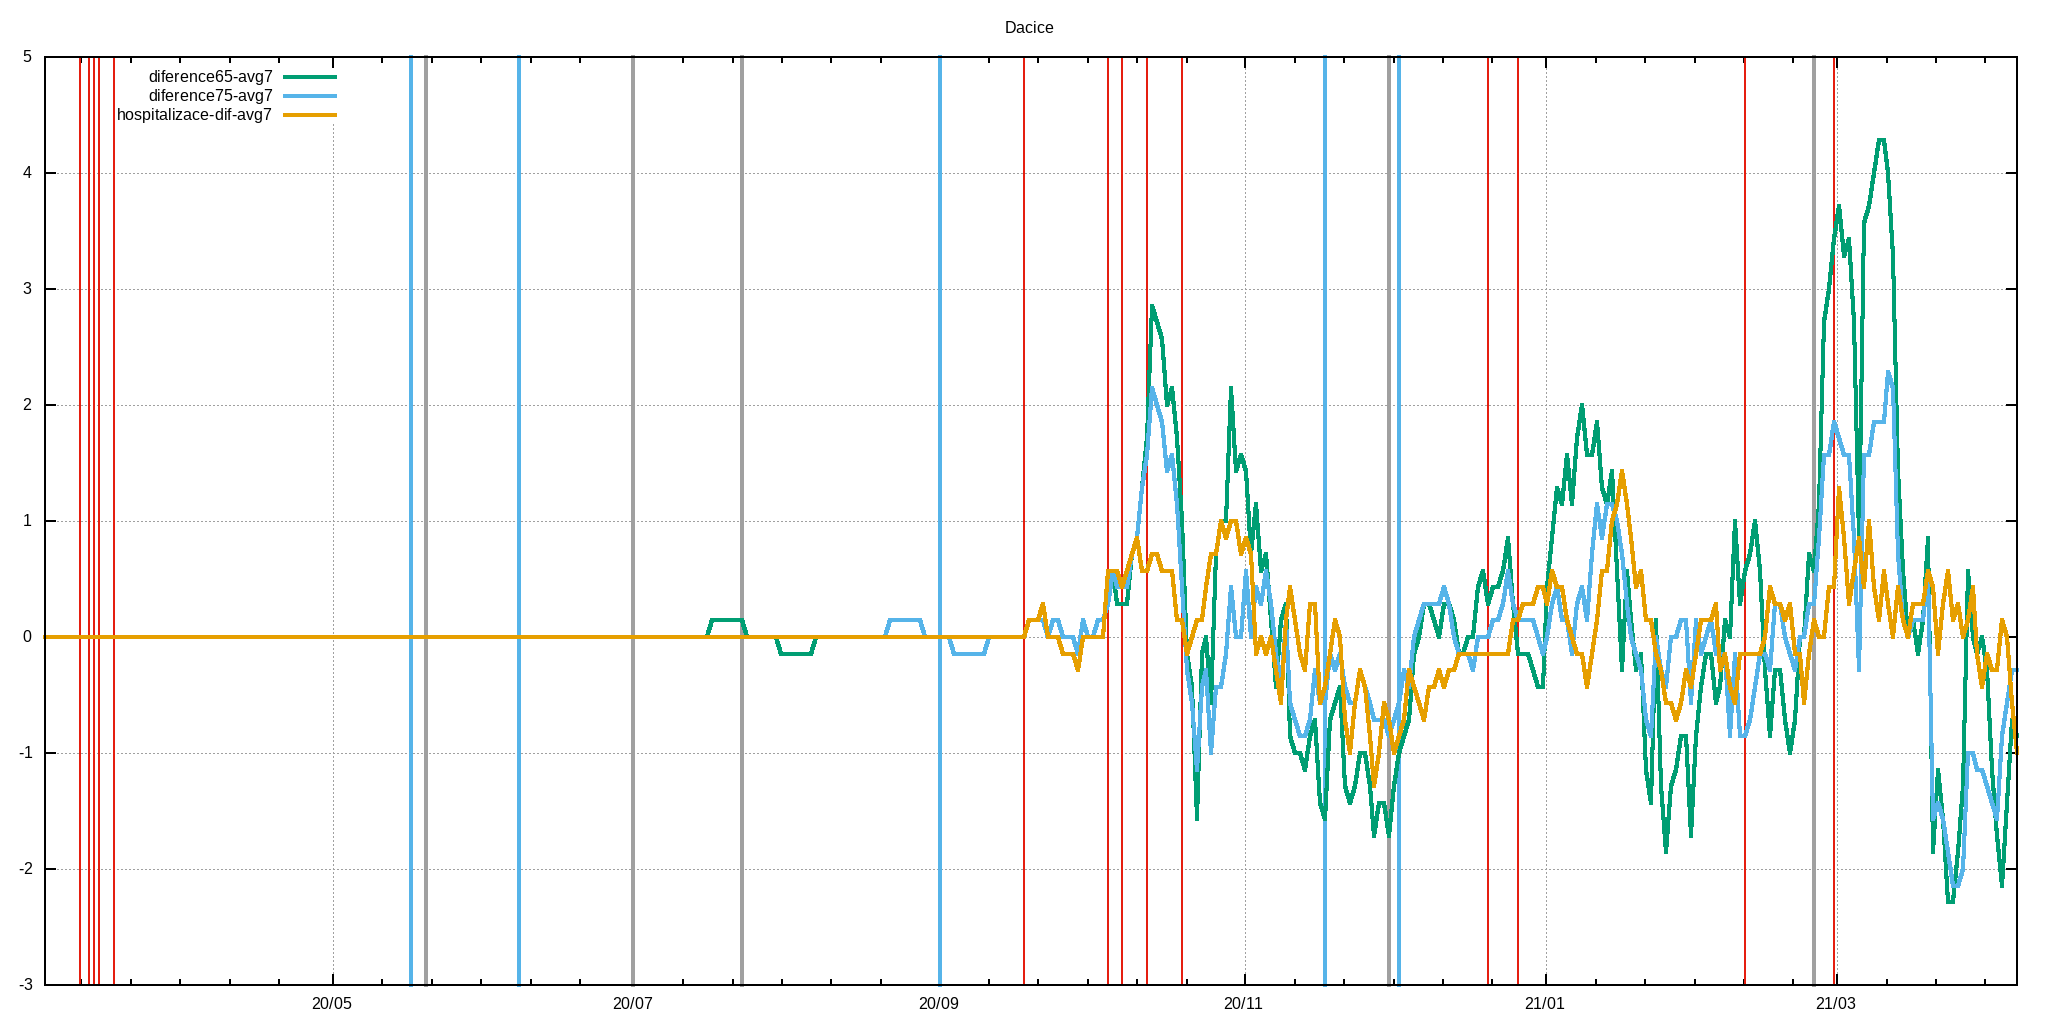 Dacice
diference65-avg7
diference75-avg7
hospitalizace-dif-avg7
5
4
3
2
1
0
-1
-2
-3
20/05 20/07 20/09 20/11 21/01 21/03